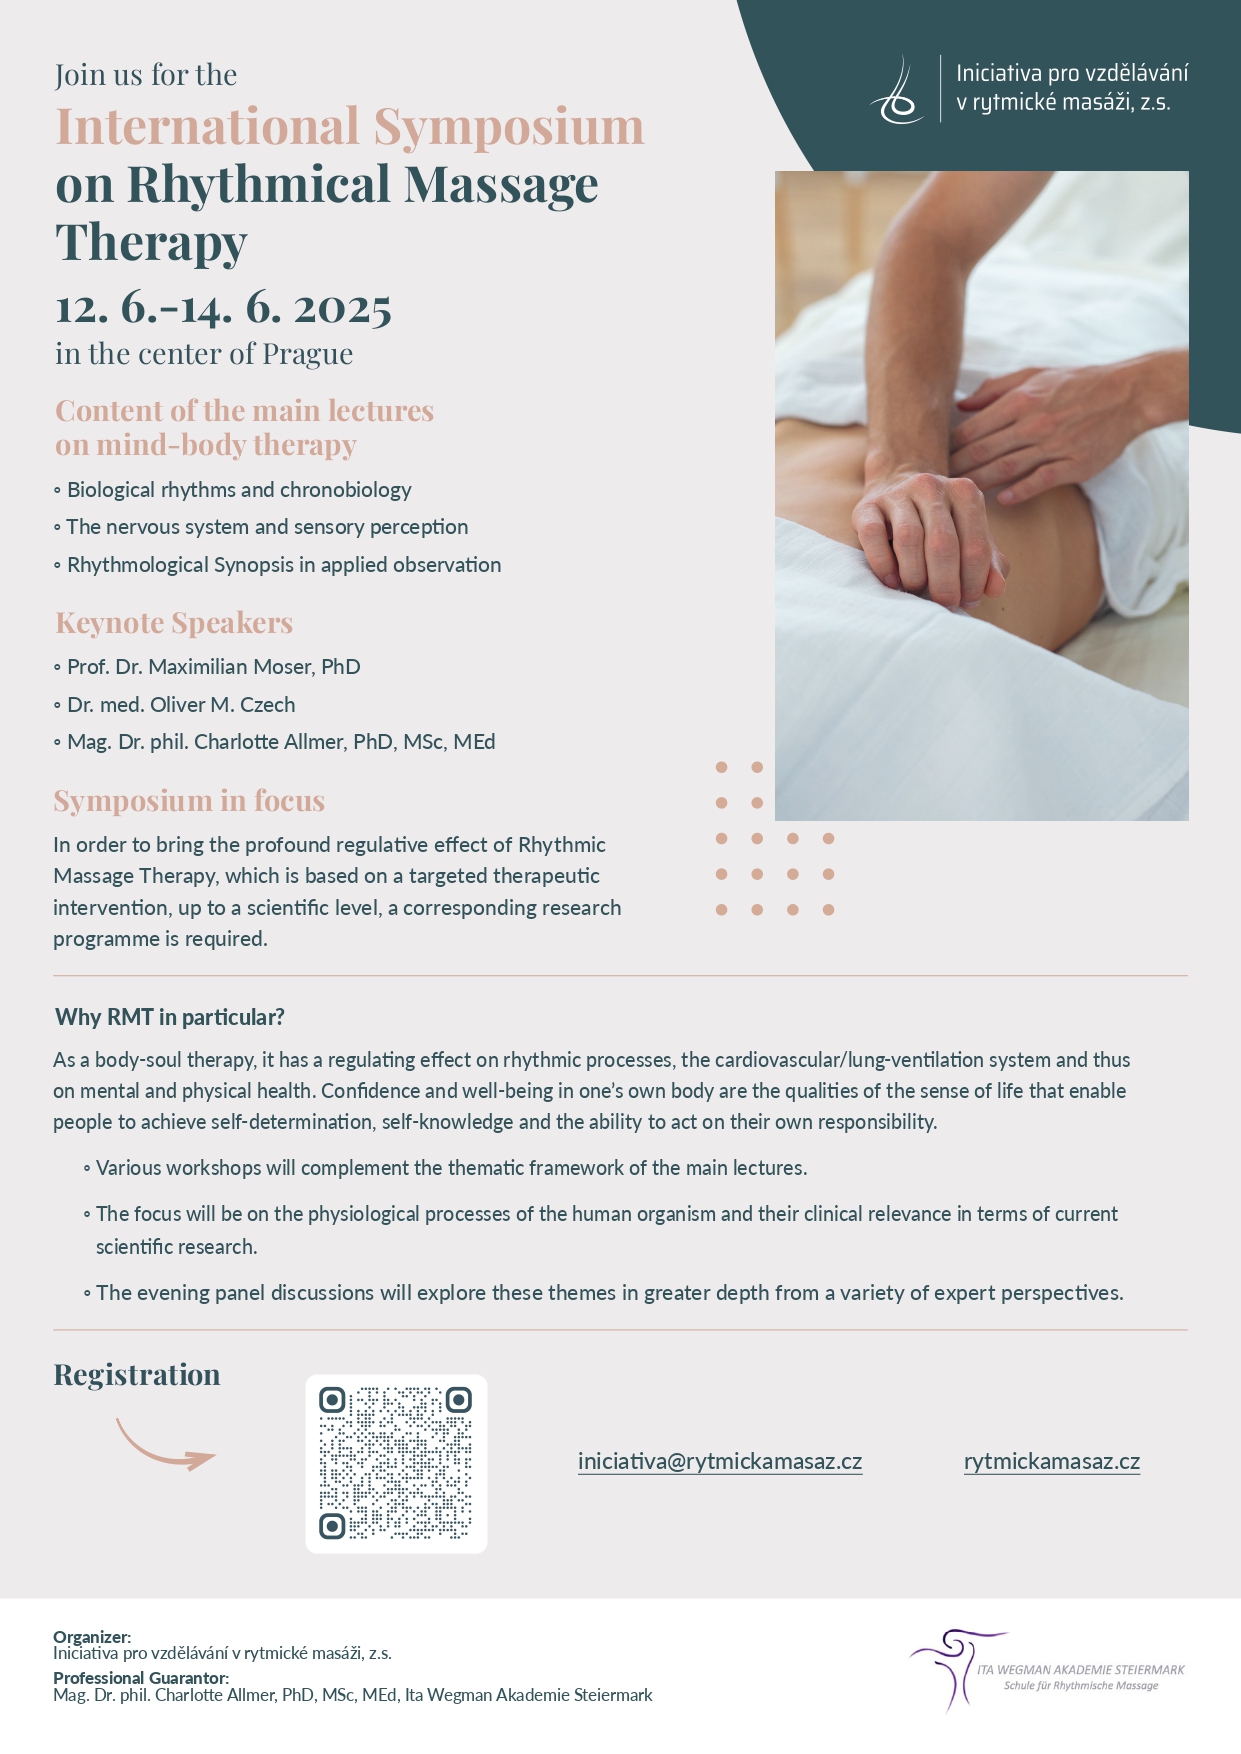 Iniciativa pro vzdělávání
v rytmické masáži, z.s.
Join us for the
International Symposium
on Rhythmical Massage
Therapy
12. 6.-14. 6. 2025
in the center of Prague
Content of the main lectures
on mind-body therapy
∘ Biological rhythms and chronobiology
∘ The nervous system and sensory perception
∘ Rhythmological Synopsis in applied observation
Keynote Speakers
∘ Prof. Dr. Maximilian Moser, PhD
∘ Dr. med. Oliver M. Czech
∘ Mag. Dr. phil. Charlotte Allmer, PhD, MSc, MEd
Symposium in focus
In order to bring the profound regulative effect of Rhythmic
Massage Therapy, which is based on a targeted therapeutic
intervention, up to a scientific level, a corresponding research
programme is required.
Why RMT in particular?
As a body-soul therapy, it has a regulating effect on rhythmic processes, the cardiovascular/lung-ventilation system and thus
on mental and physical health. Confidence and well-being in one’s own body are the qualities of the sense of life that enable
people to achieve self-determination, self-knowledge and the ability to act on their own responsibility.
∘ Various workshops will complement the thematic framework of the main lectures.
∘ The focus will be on the physiological processes of the human organism and their clinical relevance in terms of current
scientific research.
∘ The evening panel discussions will explore these themes in greater depth from a variety of expert perspectives.
Registration
iniciativa@rytmickamasaz.cz
rytmickamasaz.cz
Organizer:
Iniciativa pro vzdělávání v rytmické masáži, z.s.
Professional Guarantor:
Mag. Dr. phil. Charlotte Allmer, PhD, MSc, MEd, Ita Wegman Akademie Steiermark
ITA WEGMAN AKADEMIE STEIERMARK
Schule für Rhythmische Massage